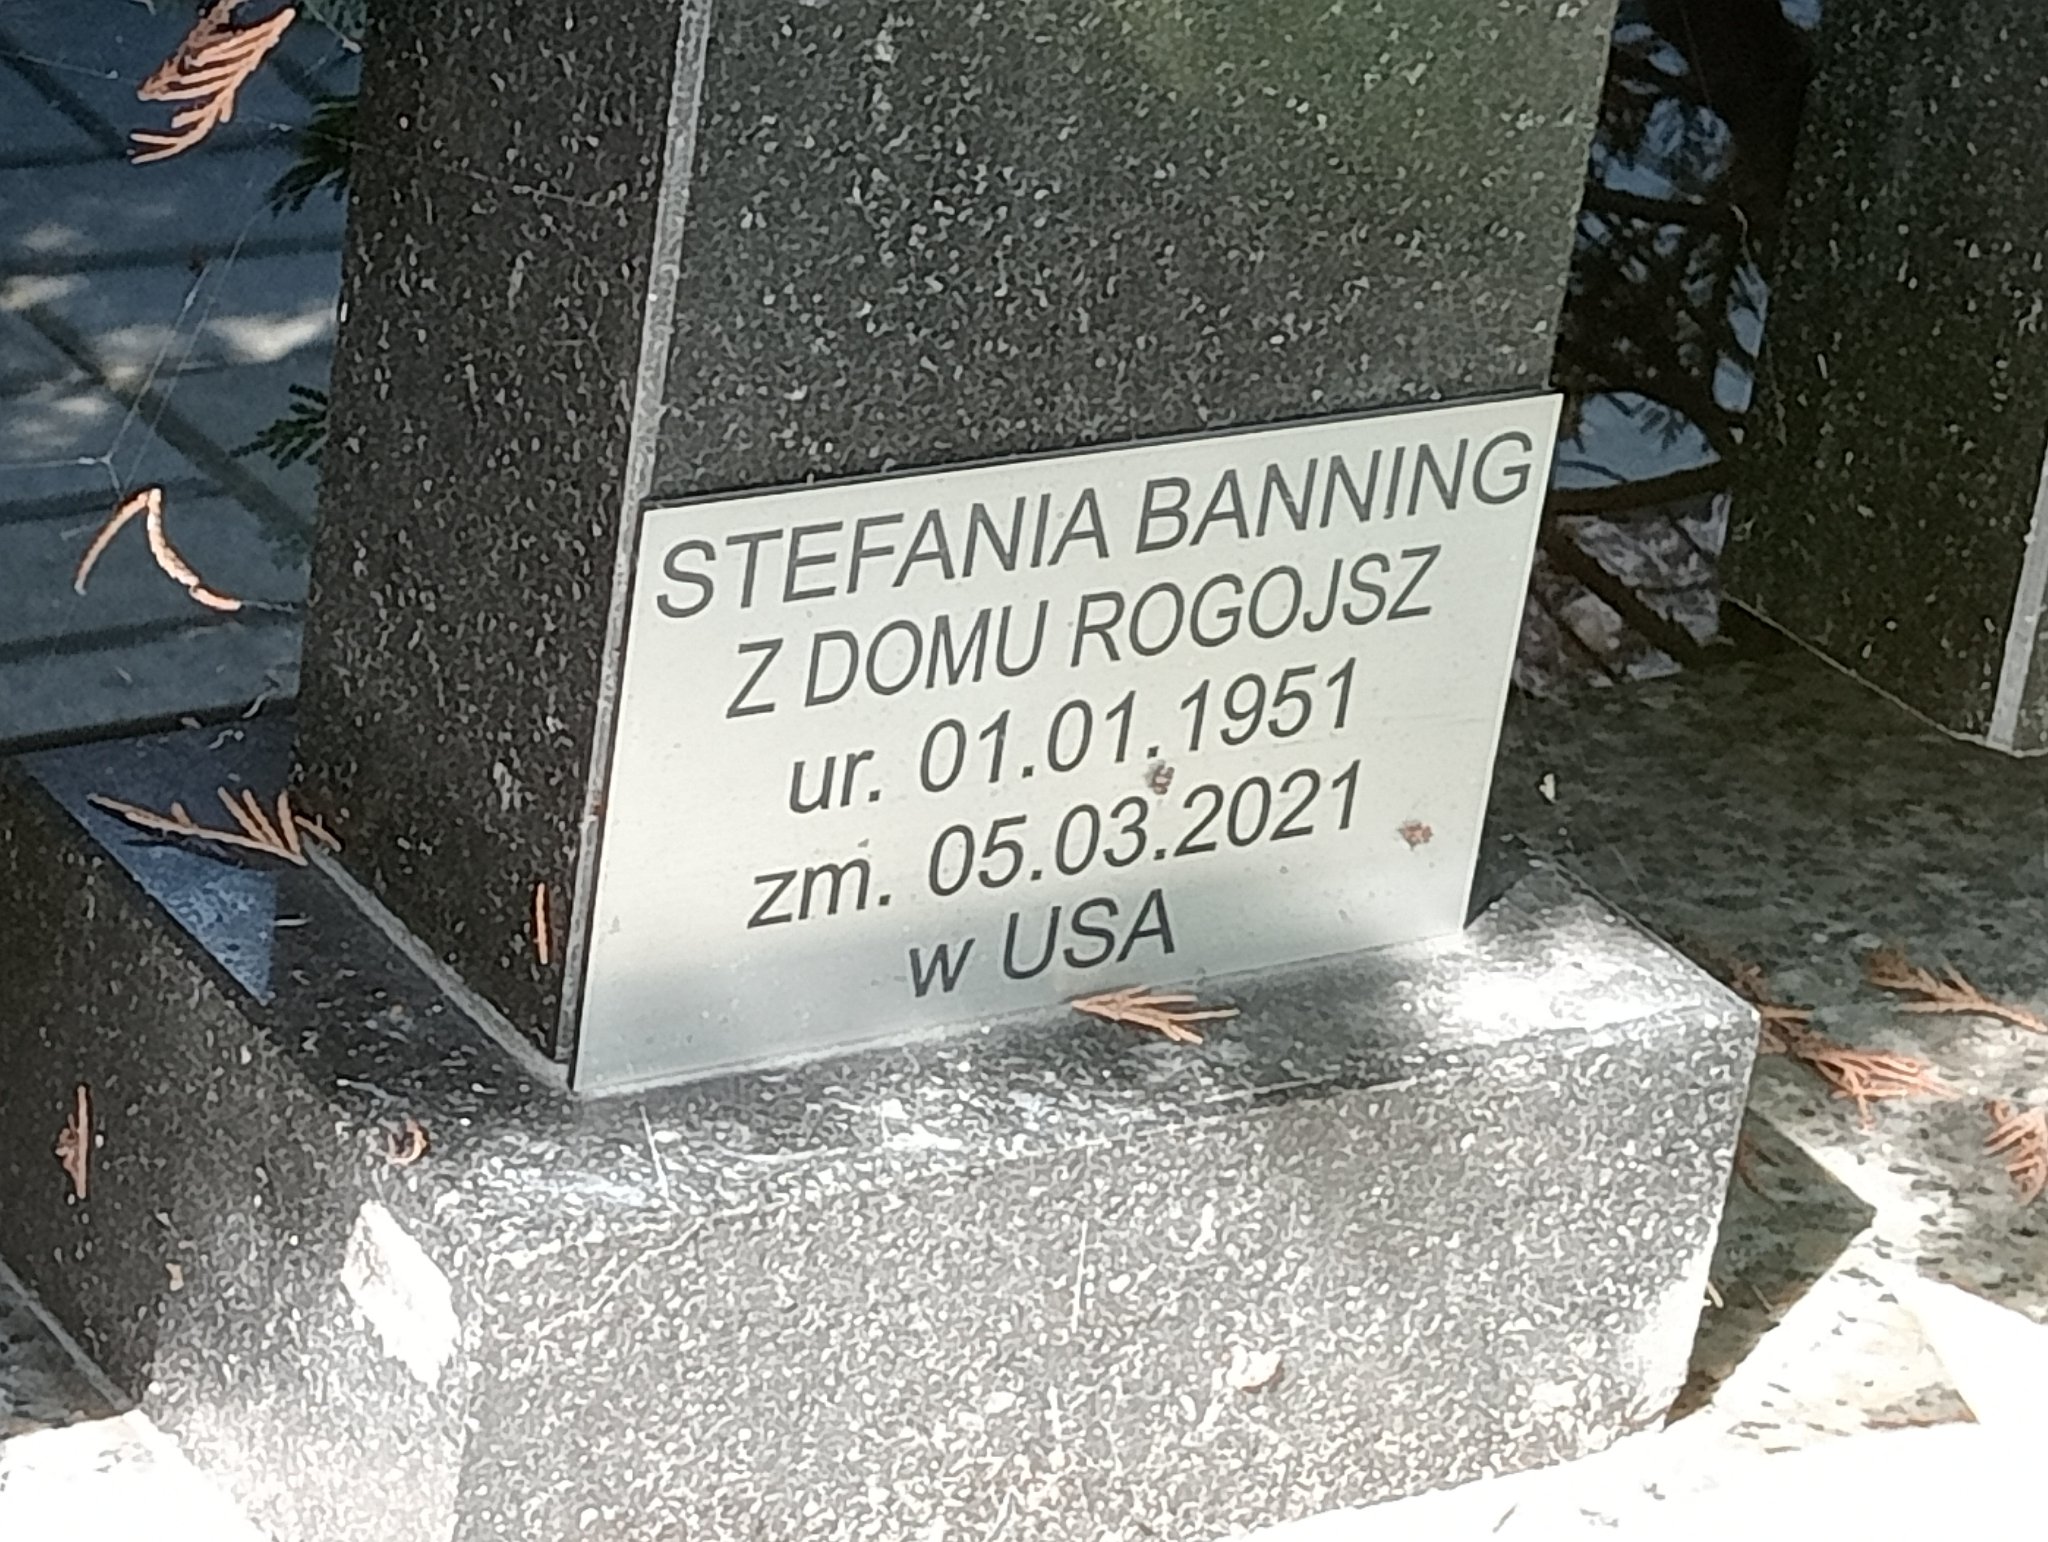 STEFANIA BANNING
Z DOMU ROGOJSZ
ur. 01.01.1951
zm. 05.03.2021
w USA